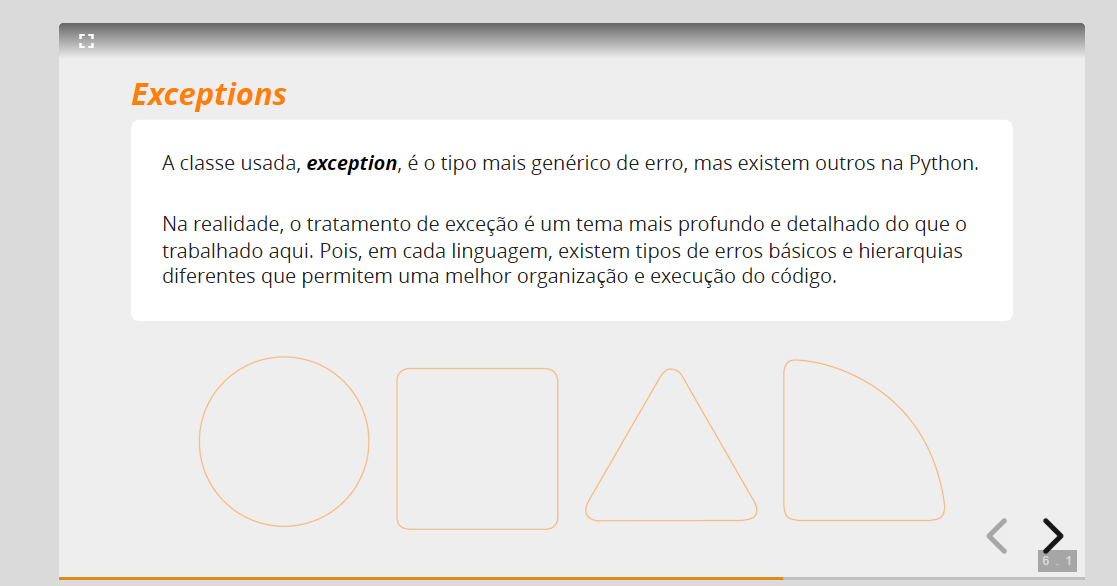 Exceptions
A classe usada, exception, é o tipo mais genérico de erro, mas existem outros na Python.
Na realidade, o tratamento de exceção é um tema mais profundo e detalhado do que o
trabalhado aqui. Pois, em cada linguagem, existem tipos de erros básicos e hierarquias
diferentes que permitem uma melhor organização e execução do código.
6 . 1